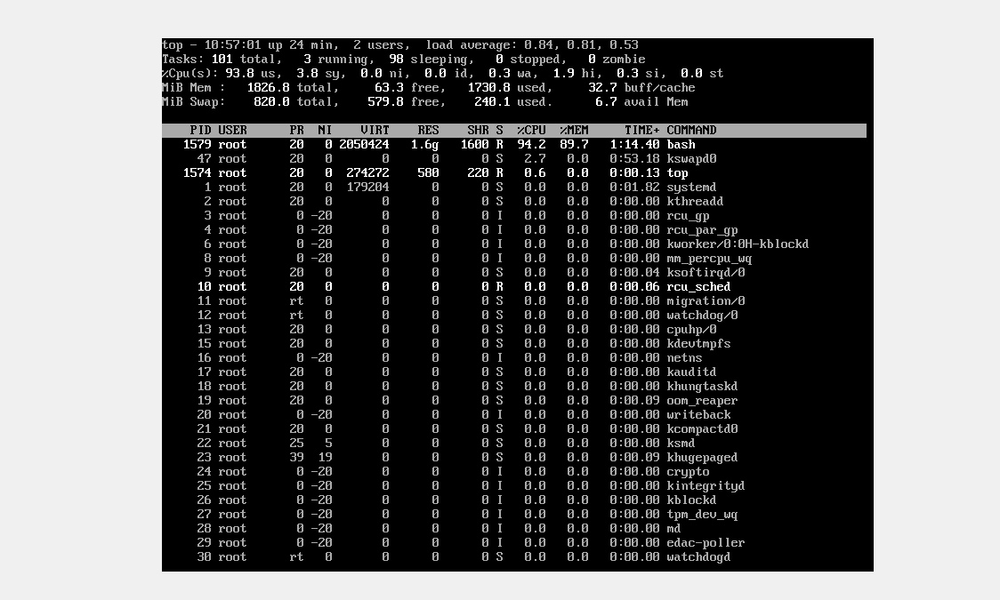 top - 10:57:01 up 24 min,  2 users,  load average: 0.84, 0.81, 0.53
Tasks: 101 total,   3 running,  98 sleeping,   0 stopped,   0 zombie
%Cpu(s): 93.8 us,  3.8 sy,  0.0 ni,  0.0 id,  0.3 wa,  1.9 hi,  0.3 si,  0.0 st
MiB Mem :   1826.8 total,     63.3 free,   1730.8 used,     32.7 buff/cache
MiB Swap:    820.0 total,    579.8 free,    240.1 used.      6.7 avail Mem
PID USER      PR  NI    VIRT    RES    SHR S  %CPU  %MEM     TIME+ COMMAND
1579 root      20   0 2050424   1.6g   1600 R  94.2  89.7   1:14.40 bash
47 root      20   0       0      0      0 S   2.7   0.0   0:53.18 kswapd0
1574 root      20   0  274272    580    220 R   0.6   0.0   0:00.13 top
1 root      20   0  179204      0      0 S   0.0   0.0   0:01.82 systemd
2 root      20   0       0      0      0 S   0.0   0.0   0:00.00 kthreadd
3 root       0 -20       0      0      0 I   0.0   0.0   0:00.00 rcu_gp
4 root       0 -20       0      0      0 I   0.0   0.0   0:00.00 rcu_par_gp
6 root       0 -20       0      0      0 I   0.0   0.0   0:00.00 kworker/0:0H-kblockd
8 root       0 -20       0      0      0 I   0.0   0.0   0:00.00 mm_percpu_wq
9 root      20   0       0      0      0 S   0.0   0.0   0:00.04 ksoftirqd/0
10 root      20   0       0      0      0 R   0.0   0.0   0:00.06 rcu_sched
11 root      rt   0       0      0      0 S   0.0   0.0   0:00.00 migration/0
12 root      rt   0       0      0      0 S   0.0   0.0   0:00.00 watchdog/0
13 root      20   0       0      0      0 S   0.0   0.0   0:00.00 cpuhp/0
15 root      20   0       0      0      0 S   0.0   0.0   0:00.00 kdevtmpfs
16 root       0 -20       0      0      0 I   0.0   0.0   0:00.00 netns
17 root      20   0       0      0      0 S   0.0   0.0   0:00.00 kauditd
18 root      20   0       0      0      0 S   0.0   0.0   0:00.00 khungtaskd
19 root      20   0       0      0      0 S   0.0   0.0   0:00.09 oom_reaper
20 root       0 -20       0      0      0 I   0.0   0.0   0:00.00 writeback
21 root      20   0       0      0      0 S   0.0   0.0   0:00.00 kcompactd0
22 root      25   5       0      0      0 S   0.0   0.0   0:00.00 ksmd
23 root      39  19       0      0      0 S   0.0   0.0   0:00.09 khugepaged
24 root       0 -20       0      0      0 I   0.0   0.0   0:00.00 crypto
25 root       0 -20       0      0      0 I   0.0   0.0   0:00.00 kintegrityd
26 root       0 -20       0      0      0 I   0.0   0.0   0:00.00 kblockd
27 root       0 -20       0      0      0 I   0.0   0.0   0:00.00 tpm_dev_wq
28 root       0 -20       0      0      0 I   0.0   0.0   0:00.00 md
29 root       0 -20       0      0      0 I   0.0   0.0   0:00.00 edac-poller
30 root      rt   0       0      0      0 S   0.0   0.0   0:00.00 watchdogd